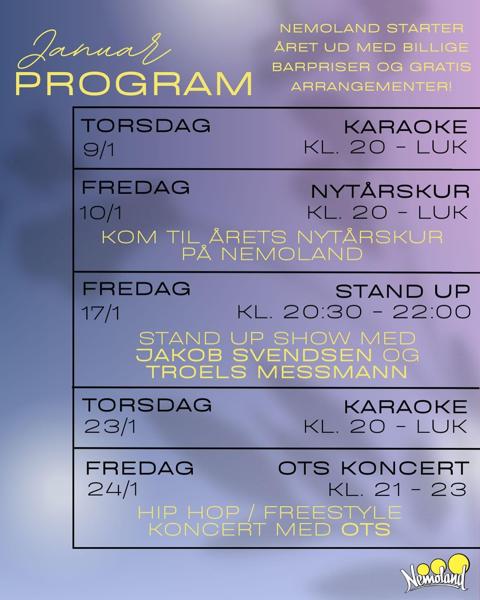 Januar
PROGRAM
NEMOLAND STARTER
ÅRET UD MED BILLIGE
BARPRISER OG GRATIS
ARRANGEMENTER!
TORSDAG
9/1
KARAOKE
KL. 20 - LUK
FREDAG
10/1
NYTÅRSKUR
KL. 20 - LUK
KOM TIL ÅRETS NYTÅRSKUR
PÅ NEMOLAND
FREDAG
17/1
STAND UP
KL. 20:30 - 22:00
STAND UP SHOW MED
JAKOB SVENDSEN OG
TROELS MESSMANN
TORSDAG
23/1
KARAOKE
KL. 20 - LUK
FREDAG
24/1
OTS KONCERT
KL. 21 - 23
HIP HOP / FREESTYLE
KONCERT MED OTS
Nemoland